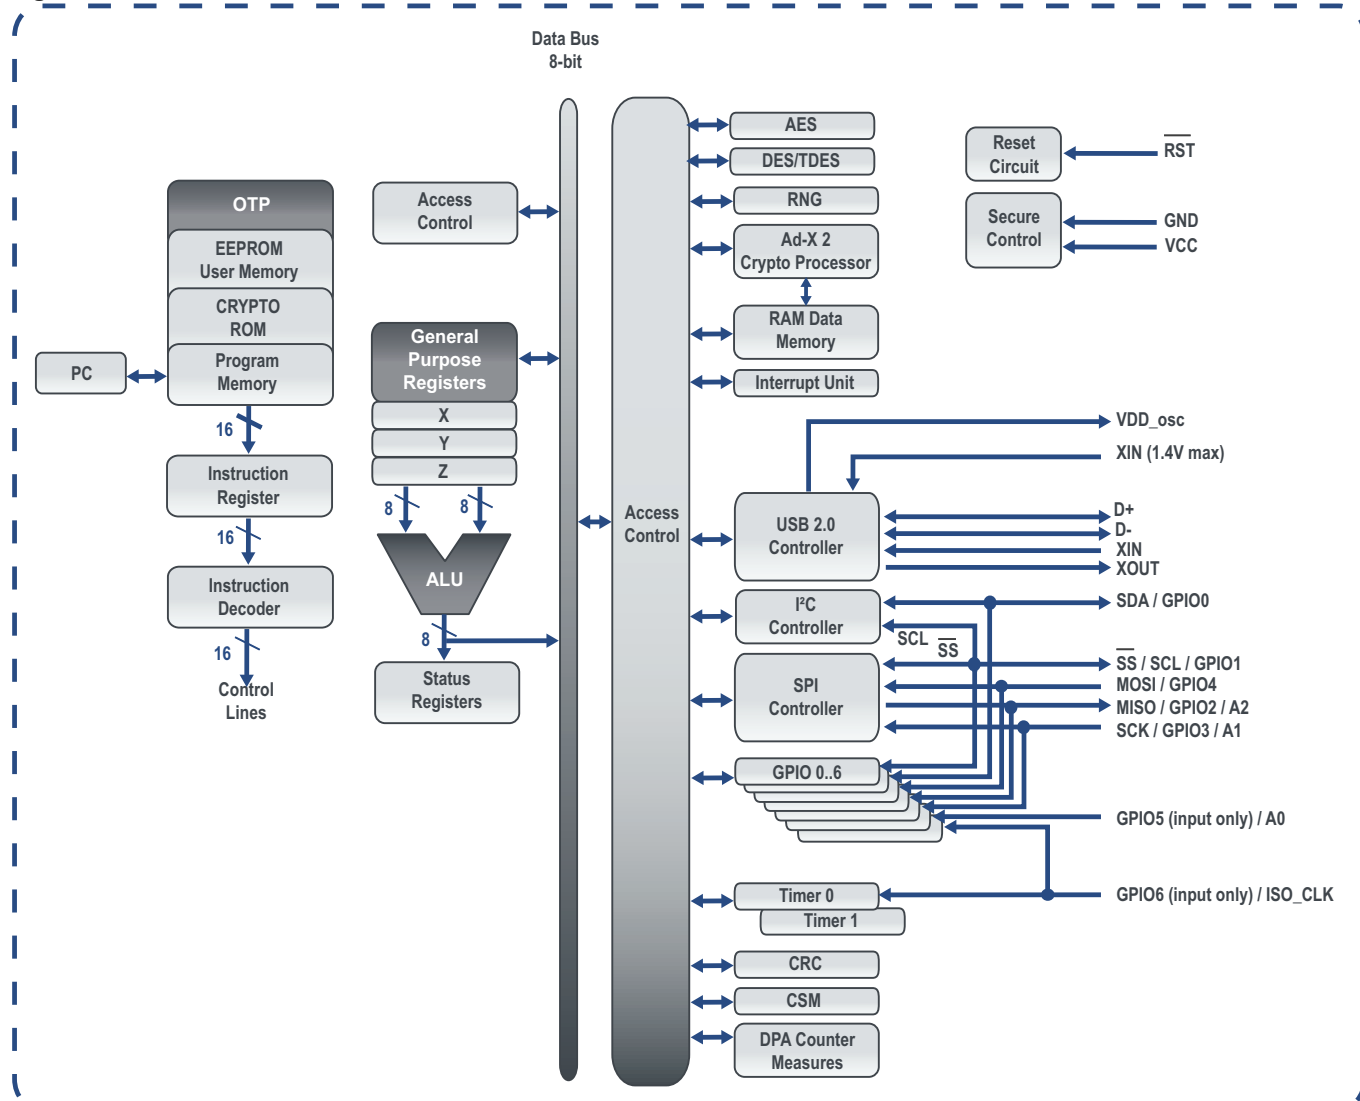 Data Bus
8-bit
OTP
EEPROM
User Memory
CRYPTO
ROM
Program
Memory
PC
16
Instruction
Register
16
Instruction
Decoder
16
Control
Lines
Access
Control
General
Purpose
Registers
X
Y
Z
8
8
ALU
8
Status
Registers
Access
Control
AES
DES/TDES
RNG
Ad-X 2
Crypto Processor
RAM Data
Memory
Interrupt Unit
USB 2.0
Controller
I²C
Controller
SCL
S̅S̅
SPI
Controller
GPIO 0..6
Timer 0
Timer 1
CRC
CSM
DPA Counter
Measures
Reset
Circuit
R̅S̅T̅
Secure
Control
GND
VCC
VDD_osc
XIN (1.4V max)
D+
D-
XIN
XOUT
SDA / GPIO0
S̅S̅ / SCL / GPIO1
MOSI / GPIO4
MISO / GPIO2 / A2
SCK / GPIO3 / A1
GPIO5 (input only) / A0
GPIO6 (input only) / ISO_CLK